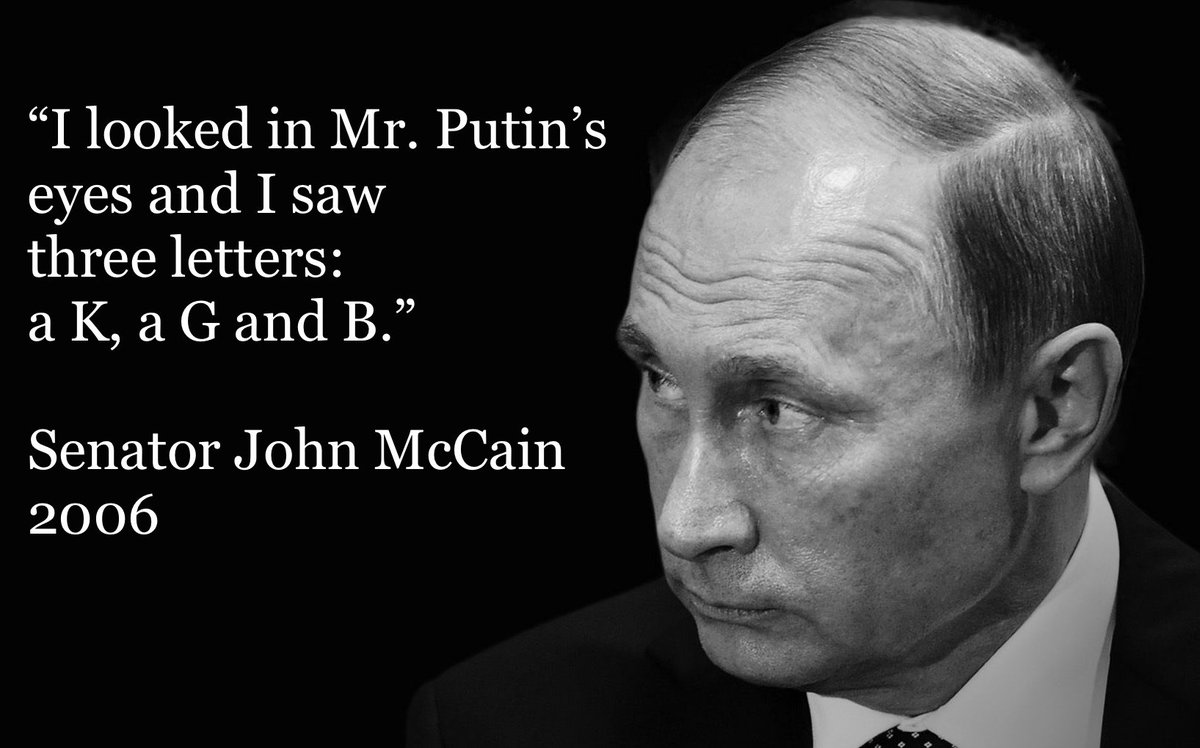 “I looked in Mr. Putin’s
eyes and I saw
three letters:
a K, a G and B.”
Senator John McCain
2006